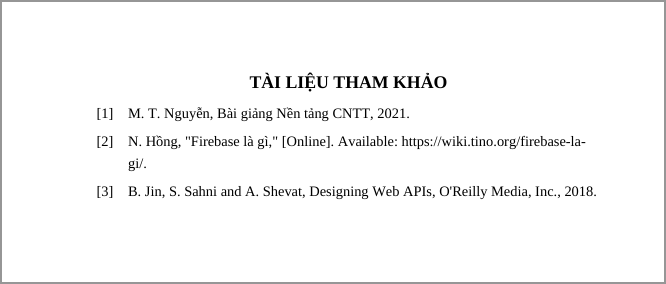 TÀI LIỆU THAM KHẢO
[1] M. T. Nguyễn, Bài giảng Nền tảng CNTT, 2021.
[2] N. Hồng, "Firebase là gì," [Online]. Available: https://wiki.tino.org/firebase-la-
gi/.
[3] B. Jin, S. Sahni and A. Shevat, Designing Web APIs, O'Reilly Media, Inc., 2018.